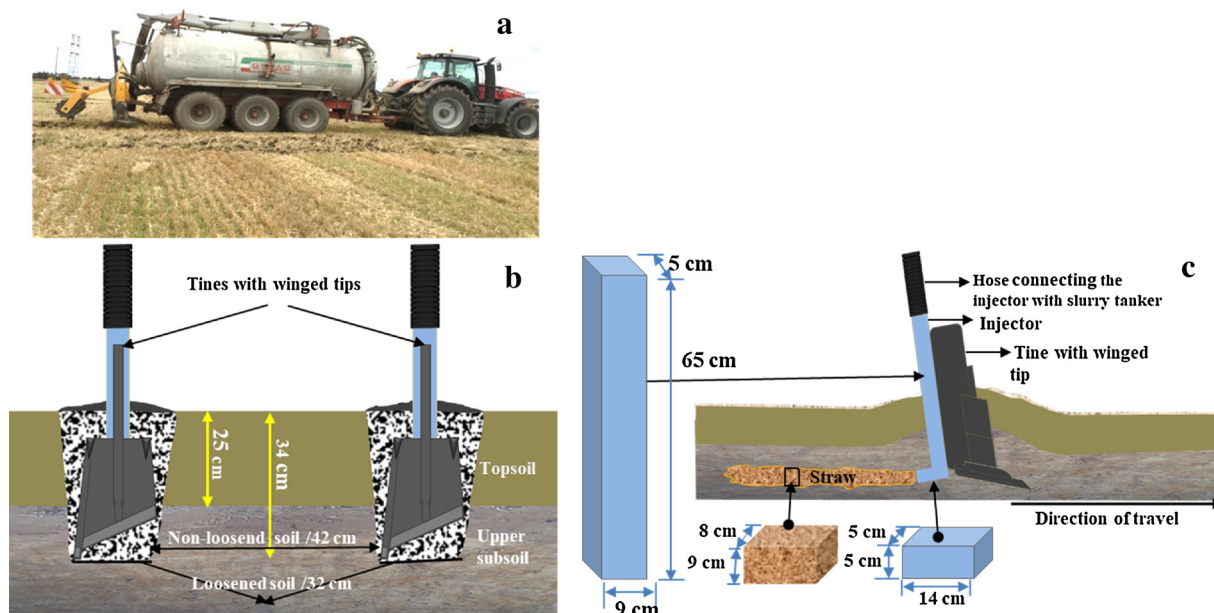 a
b
Tines with winged tips
25 cm
34 cm
Topsoil
Non-loosend soil /42 cm
Upper
subsoil
Loosened soil /32 cm
c
5 cm
65 cm
9 cm
Hose connecting the
injector with slurry tanker
Injector
Tine with winged
tip
Straw
Direction of travel
8 cm
9 cm
5 cm
5 cm
14 cm